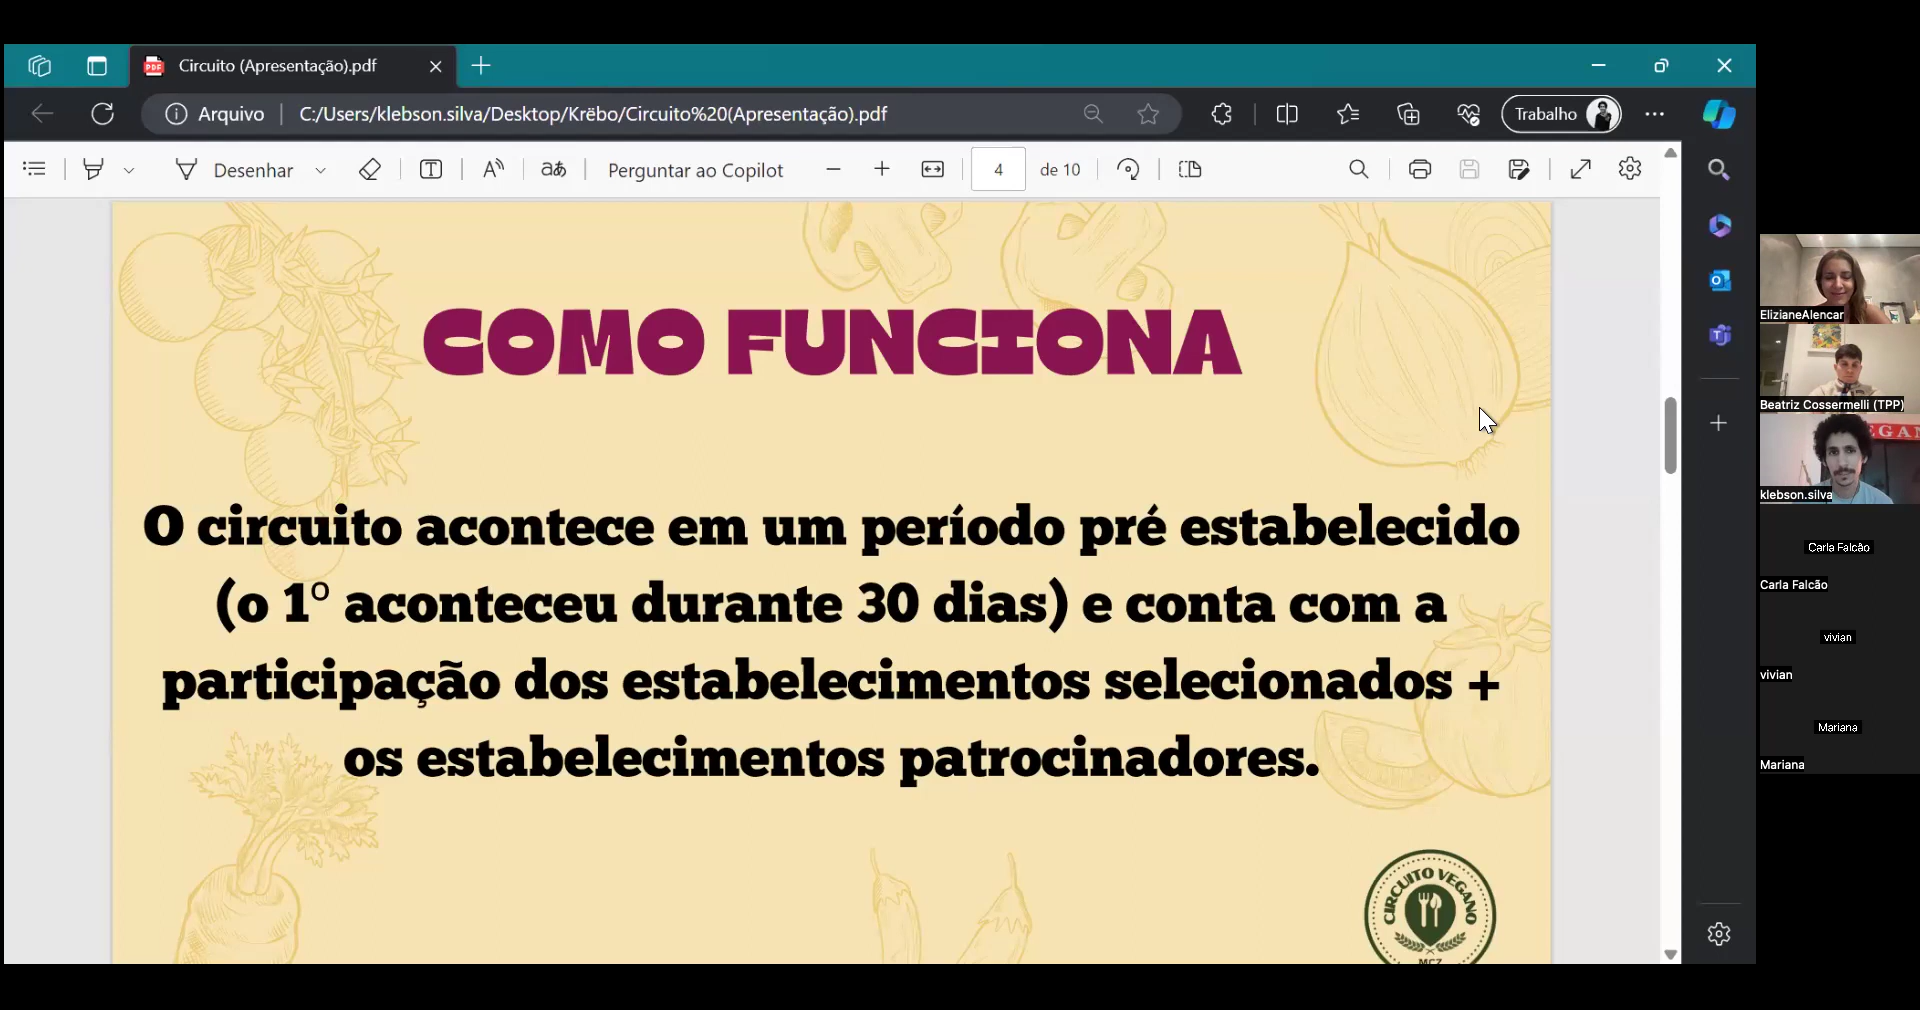 Circuito (Apresentação).pdf
Arquivo
C:/Users/klebson.silva/Desktop/Krëbo/Circuito%20(Apresentação).pdf
Trabalho
Desenhar
Perguntar ao Copilot
4
de 10
COMO FUNCIONA
O circuito acontece em um período pré estabelecido
(o 1º aconteceu durante 30 dias) e conta com a
participação dos estabelecimentos selecionados +
os estabelecimentos patrocinadores.
CIRCUITO VEGANO
MCZ
ElizianeAlencar
Beatriz Cossermelli (TPP)
EGAN
klebson.silva
Carla Falcão
Carla Falcão
vivian
vivian
Mariana
Mariana